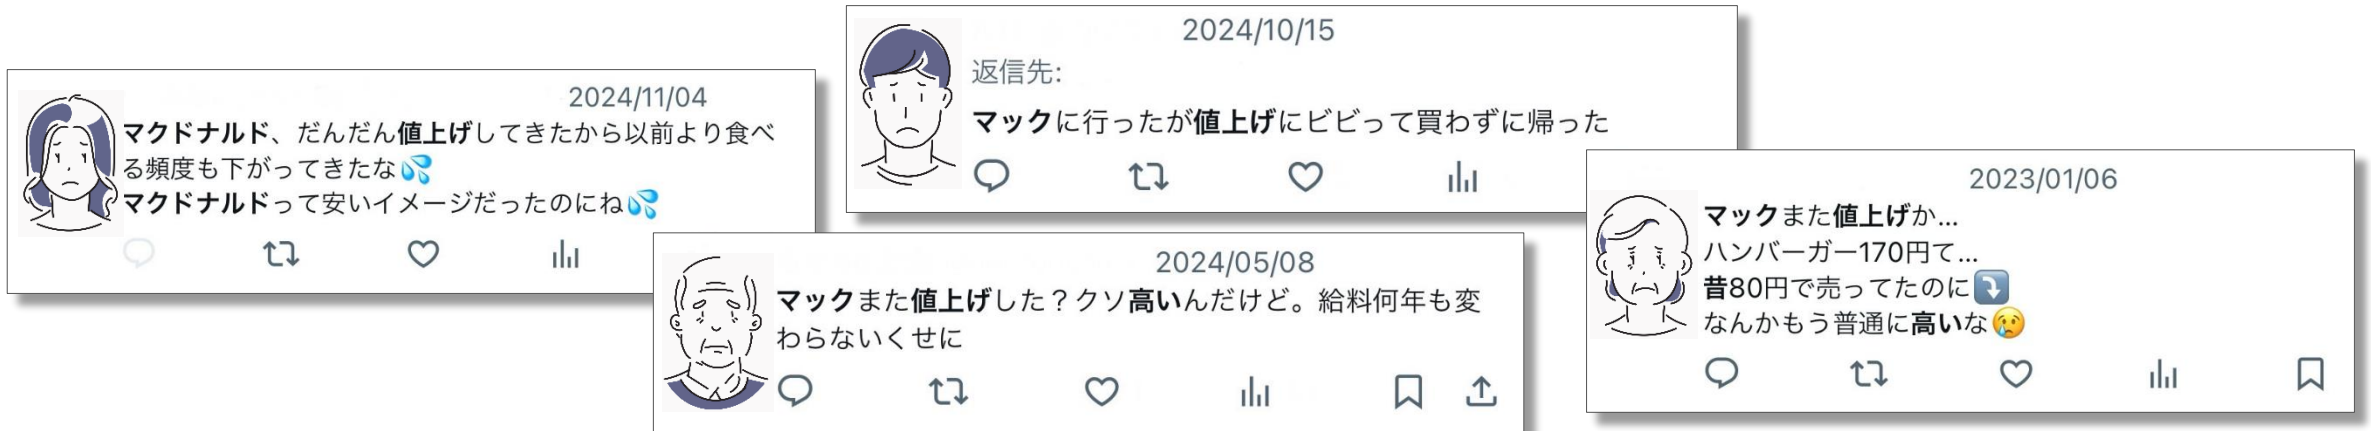 2024/11/04
マクドナルド、だんだん値上げしてきたから以前より食べ
る頻度も下がってきたな💦
マクドナルドって安いイメージだったのにね💦
2024/10/15
返信先:
マックに行ったが値上げにビビって買わずに帰った
2024/05/08
マックまた値上げした？クソ高いんだけど。給料何年も変
わらないくせに
2023/01/06
マックまた値上げか...
ハンバーガー170円て...
昔80円で売ってたのに⤵️
なんかもう普通に高いな😢